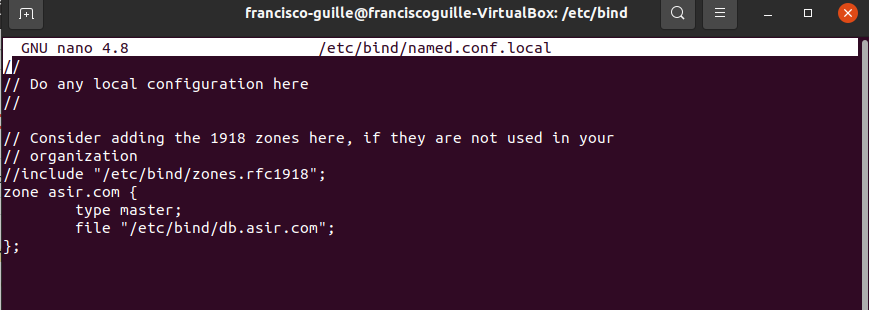 francisco-guille@franciscoguille-VirtualBox: /etc/bind
GNU nano 4.8 /etc/bind/named.conf.local
//
// Do any local configuration here
//
// Consider adding the 1918 zones here, if they are not used in your
// organization
//include "/etc/bind/zones.rfc1918";
zone asir.com {
        type master;
        file "/etc/bind/db.asir.com";
};